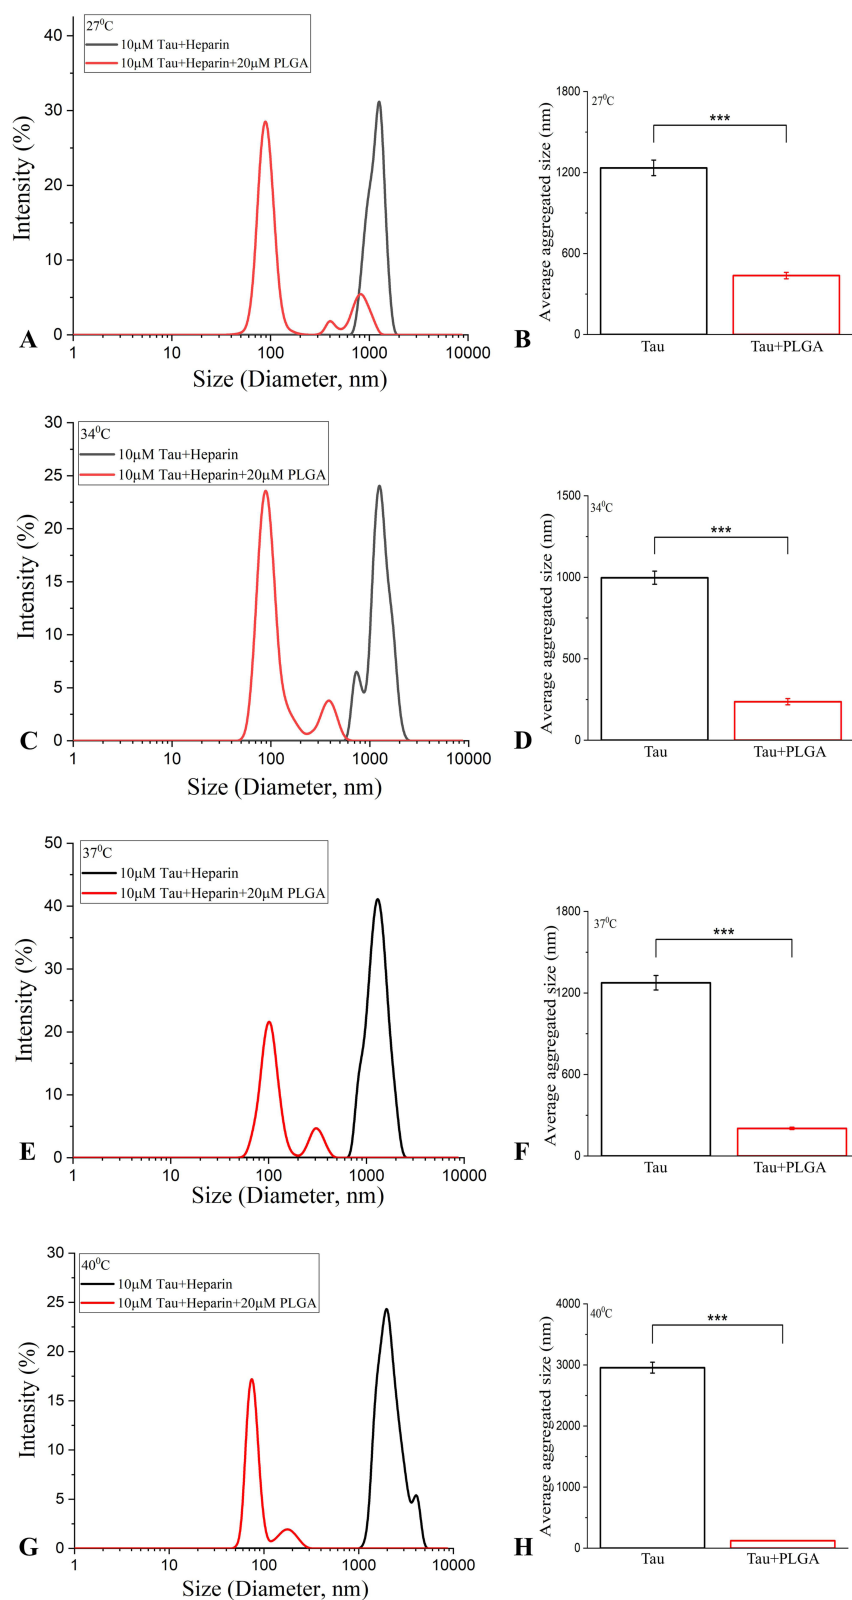 27⁰C
10µM Tau+Heparin
10µM Tau+Heparin+20µM PLGA
40
30
20
10
0
Intensity (%)
1 10 100 1000 10000
Size (Diameter, nm)
A
27⁰C
***
1800
1200
600
0
Average aggregated size (nm)
Tau Tau+PLGA
B
34⁰C
10µM Tau+Heparin
10µM Tau+Heparin+20µM PLGA
30
25
20
15
10
5
0
Intensity (%)
1 10 100 1000 10000
Size (Diameter, nm)
C
34⁰C
***
1500
1000
500
0
Average aggregated size (nm)
Tau Tau+PLGA
D
37⁰C
10µM Tau+Heparin
10µM Tau+Heparin+20µM PLGA
50
40
30
20
10
0
Intensity (%)
1 10 100 1000 10000
Size (Diameter, nm)
E
37⁰C
***
1800
1200
600
0
Average aggregated size (nm)
Tau Tau+PLGA
F
40⁰C
10µM Tau+Heparin
10µM Tau+Heparin+20µM PLGA
30
25
20
15
10
5
0
Intensity (%)
1 10 100 1000 10000
Size (Diameter, nm)
G
40⁰C
***
4000
3000
2000
1000
0
Average aggregated size (nm)
Tau Tau+PLGA
H